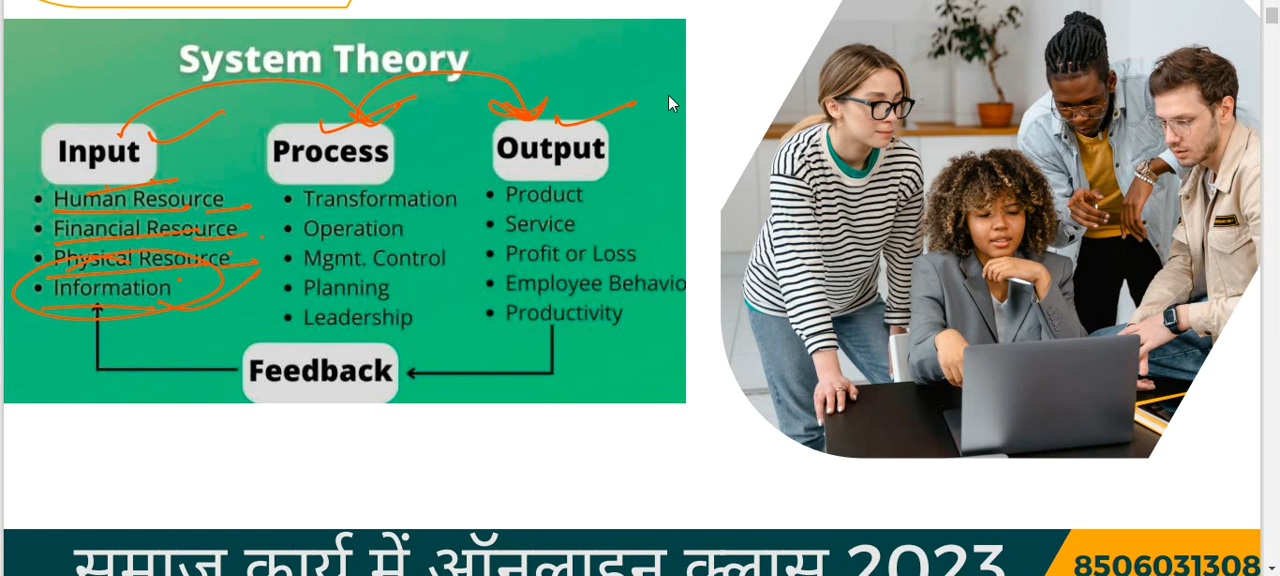 System Theory
Input
Human Resource
Financial Resource
Physical Resource
Information
Process
Transformation
Operation
Mgmt. Control
Planning
Leadership
Output
Product
Service
Profit or Loss
Employee Behavio
Productivity
Feedback
समाज कार्य में ऑनलाइन क्लास 2023
8506031308